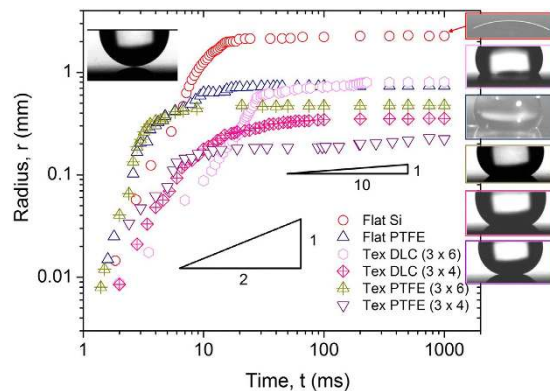 Radius, r (mm)
1
0.1
0.01
1
10
1
2
Flat Si
Flat PTFE
Tex DLC (3 x 6)
Tex DLC (3 x 4)
Tex PTFE (3 x 6)
Tex PTFE (3 x 4)
1 10 100 1000
Time, t (ms)